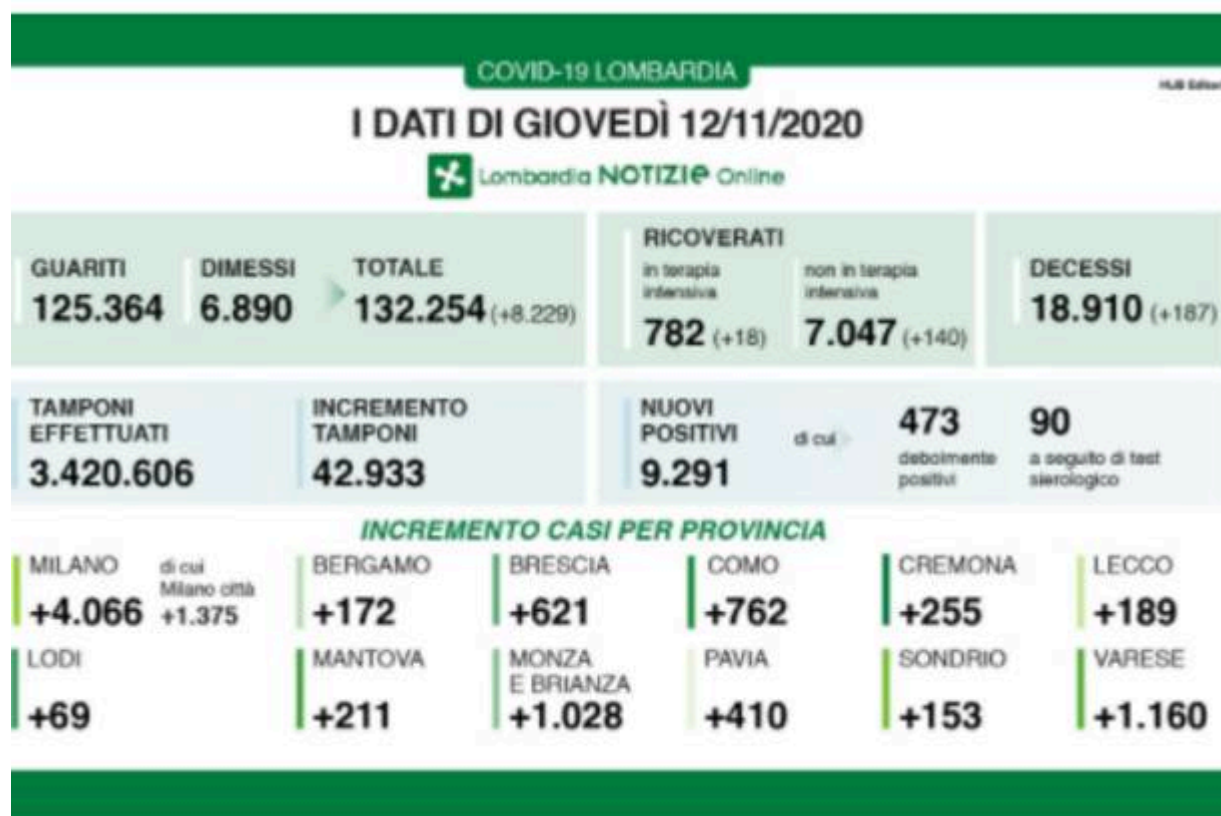 COVID-19 LOMBARDIA
HUB Editor
I DATI DI GIOVEDÌ 12/11/2020
Lombardia NOTIZIe Online
GUARITI
125.364
DIMESSI
6.890
TOTALE
132.254 (+8.229)
RICOVERATI
in terapia
intensiva
782 (+18)
non in terapia
intensiva
7.047 (+140)
DECESSI
18.910 (+187)
TAMPONI
EFFETTUATI
3.420.606
INCREMENTO
TAMPONI
42.933
NUOVI
POSITIVI
9.291
di cui
473
debolmente
positivi
90
a seguito di test
sierologico
INCREMENTO CASI PER PROVINCIA
MILANO
+4.066
di cui
Milano città
+1.375
BERGAMO
+172
BRESCIA
+621
COMO
+762
CREMONA
+255
LECCO
+189
LODI
+69
MANTOVA
+211
MONZA
E BRIANZA
+1.028
PAVIA
+410
SONDRIO
+153
VARESE
+1.160